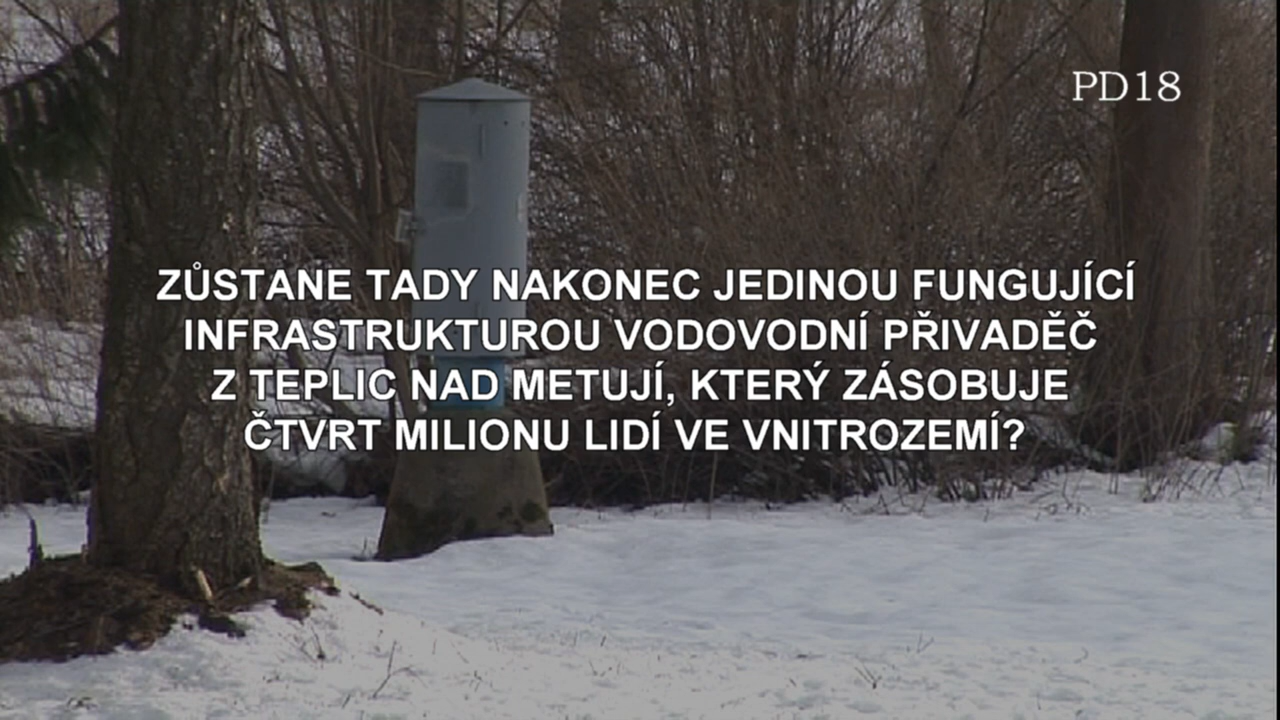 PD18
ZŮSTANE TADY NAKONEC JEDINOU FUNGUJÍCÍ
INFRASTRUKTUROU VODOVODNÍ PŘIVADĚČ
Z TEPLIC NAD METUJÍ, KTERÝ ZÁSOBUJE
ČTVRT MILIONU LIDÍ VE VNITROZEMÍ?